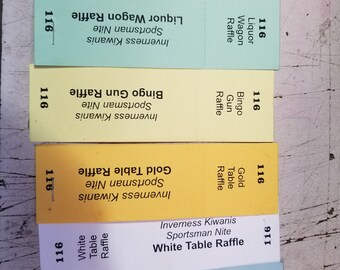 116
Inverness Kiwanis
Sportsman Nite
Liquor Wagon Raffle
Liquor
Wagon
Raffle
116
116
Inverness Kiwanis
Sportsman Nite
Bingo Gun Raffle
Bingo
Gun
Raffle
116
116
Inverness Kiwanis
Sportsman Nite
Gold Table Raffle
Gold
Table
Raffle
116
116
White
Table
Raffle
Inverness Kiwanis
Sportsman Nite
White Table Raffle
116